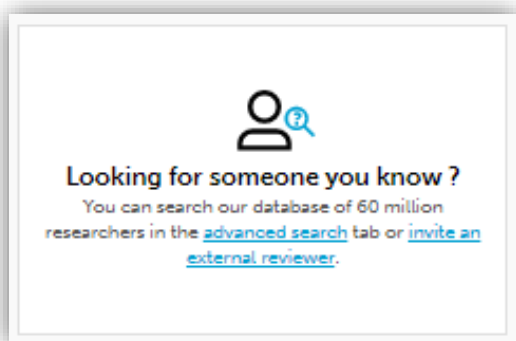 Looking for someone you know ?
You can search our database of 60 million
researchers in the advanced search tab or invite an
external reviewer.